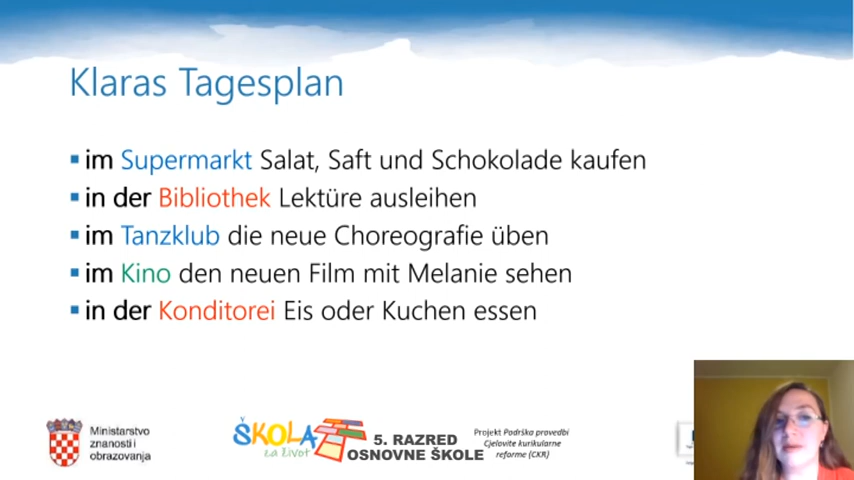 Klaras Tagesplan
im Supermarkt Salat, Saft und Schokolade kaufen
in der Bibliothek Lektüre ausleihen
im Tanzklub die neue Choreografie üben
im Kino den neuen Film mit Melanie sehen
in der Konditorei Eis oder Kuchen essen
Ministarstvo
znanosti i
obrazovanja
ŠKOLA
za život
5. RAZRED
OSNOVNE ŠKOLE
Projekt Podrška provedbi
Cjelovite kurikularne
reforme (CKR)